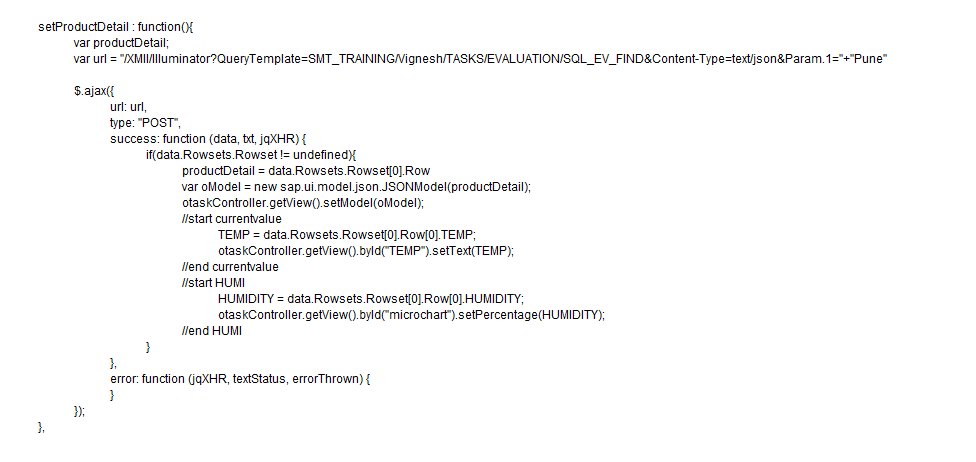 setProductDetail : function(){
var productDetail;
var url = "/XMII/Illuminator?QueryTemplate=SMT_TRAINING/Vignesh/TASKS/EVALUATION/SQL_EV_FIND&Content-Type=text/json&Param.1="+"Pune"
$.ajax({
url: url,
type: "POST",
success: function (data, txt, jqXHR) {
if(data.Rowsets.Rowset != undefined){
productDetail = data.Rowsets.Rowset[0].Row
var oModel = new sap.ui.model.json.JSONModel(productDetail);
otaskController.getView().setModel(oModel);
//start currentvalue
TEMP = data.Rowsets.Rowset[0].Row[0].TEMP;
otaskController.getView().byId("TEMP").setText(TEMP);
//end currentvalue
//start HUMI
HUMIDITY = data.Rowsets.Rowset[0].Row[0].HUMIDITY;
otaskController.getView().byId("microchart").setPercentage(HUMIDITY);
//end HUMI
}
},
error: function (jqXHR, textStatus, errorThrown) {
}
});
},